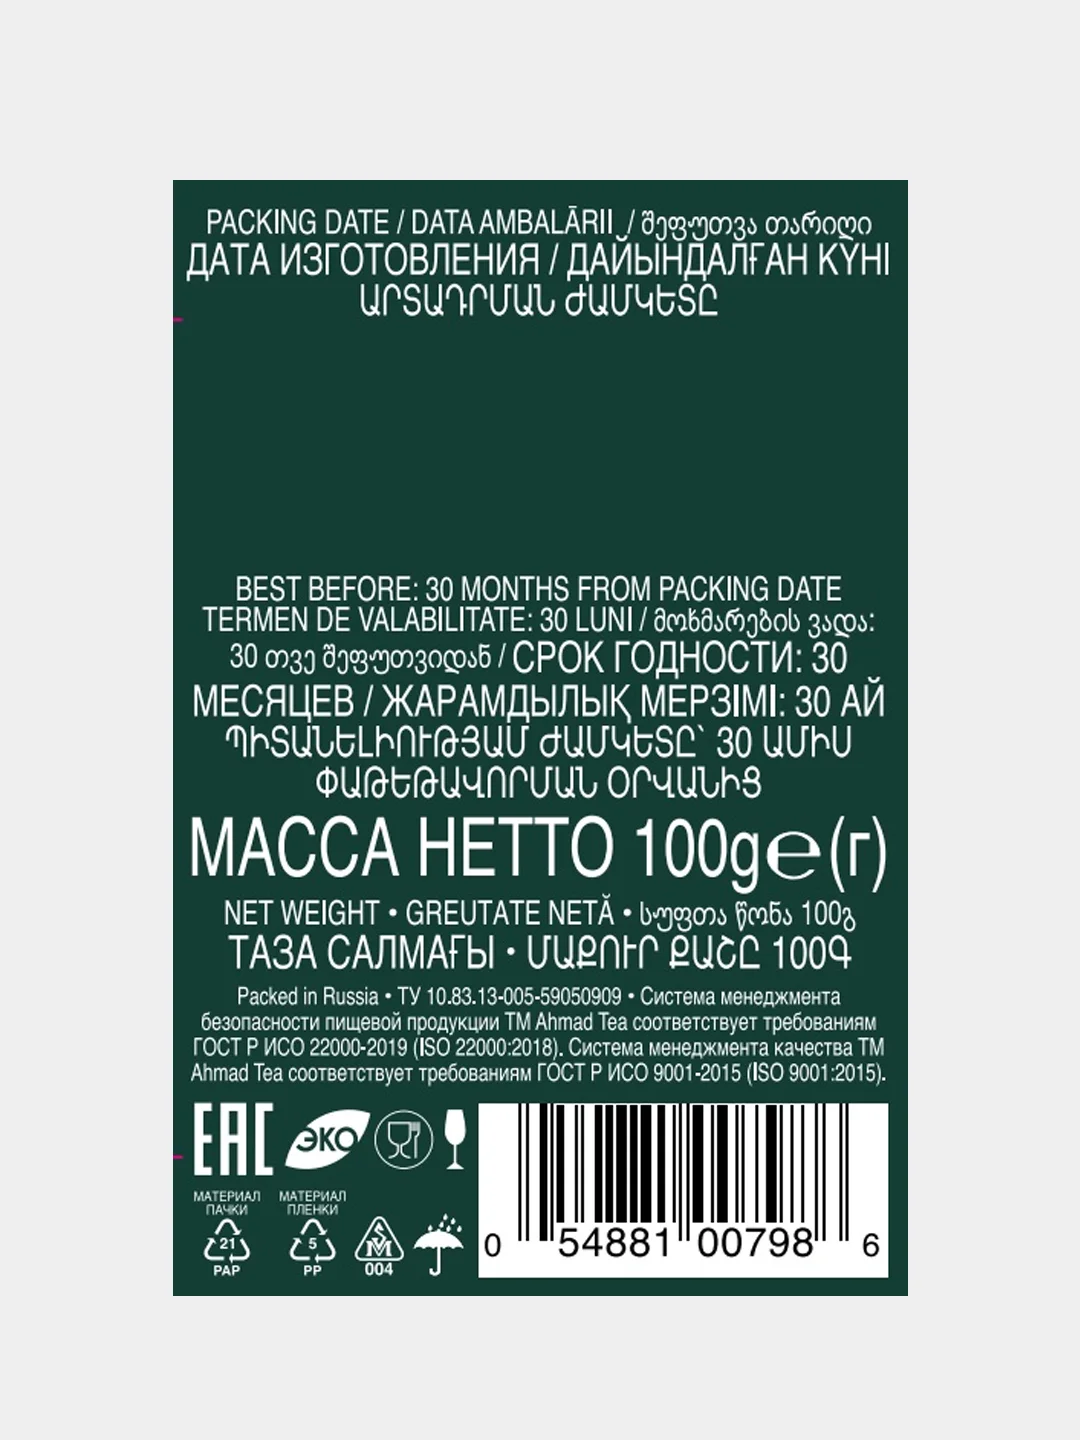 PACKING DATE / DATA AMBALĀRII / შეფუთვა თარიღი
ДАТА ИЗГОТОВЛЕНИЯ / ДАЙЫНДАЛҒАН КҮНІ
ԱՐՏԱԴՐՄԱՆ ԺԱՄԿԵՏԸ
BEST BEFORE: 30 MONTHS FROM PACKING DATE
TERMEN DE VALABILITATE: 30 LUNI / მოხმარების ვადა:
30 თვე შეფუთვიდან / СРОК ГОДНОСТИ: 30
МЕСЯЦЕВ / ЖАРАМДЫЛЫҚ МЕРЗІМІ: 30 АЙ
ՊԻՏԱՆԵԼԻՈՒԹՅԱՄ ԺԱՄԿԵՏԸ՝ 30 ԱՄԻՍ
ՓԱԹԵԹԱՎՈՐՄԱՆ ՕՐՎԱՆԻՑ
МАССА НЕТТО 100g℮(г)
NET WEIGHT • GREUTATE NETĂ • სუფთა წონა 100გ
ТАЗА САЛМАҒЫ • ՄԱՔՈՒՐ ՔԱՇԸ 100Գ
Packed in Russia • ТУ 10.83.13-005-59050909 • Система менеджмента
безопасности пищевой продукции ТМ Ahmad Tea соответствует требованиям
ГОСТ Р ИСО 22000-2019 (ISO 22000:2018). Система менеджмента качества ТМ
Ahmad Tea соответствует требованиям ГОСТ Р ИСО 9001-2015 (ISO 9001:2015).
EAC ЭКО
МАТЕРИАЛ ПАЧКИ
МАТЕРИАЛ ПЛЕНКИ
21 PAP
5 PP
004
0 54881 00798 6